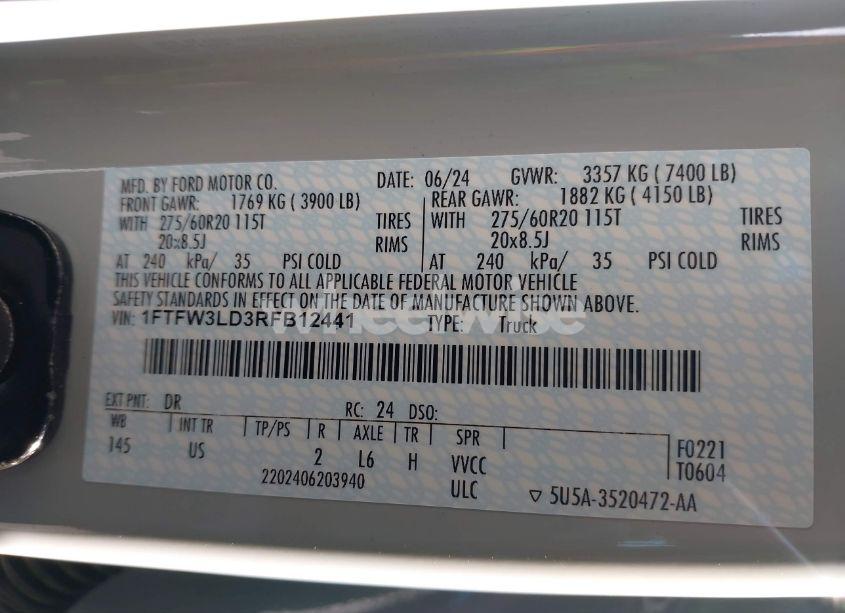 MFD. BY FORD MOTOR CO. DATE: 06/24 GVWR: 3357 KG ( 7400 LB)
FRONT GAWR: 1769 KG ( 3900 LB) REAR GAWR: 1882 KG ( 4150 LB)
WITH 275/60R20 115T TIRES WITH 275/60R20 115T TIRES
20x8.5J RIMS 20x8.5J RIMS
AT 240 kPa/ 35 PSI COLD AT 240 kPa/ 35 PSI COLD
THIS VEHICLE CONFORMS TO ALL APPLICABLE FEDERAL MOTOR VEHICLE
SAFETY STANDARDS IN EFFECT ON THE DATE OF MANUFACTURE SHOWN ABOVE.
VIN: 1FTFW3LD3RFB12441 TYPE: Truck
EXT PNT: DR RC: 24 DSO:
WB INT TR TP/PS R AXLE TR SPR F0221
145 US 2 L6 H VVCC T0604
2202406203940 ULC ▽ 5U5A-3520472-AA